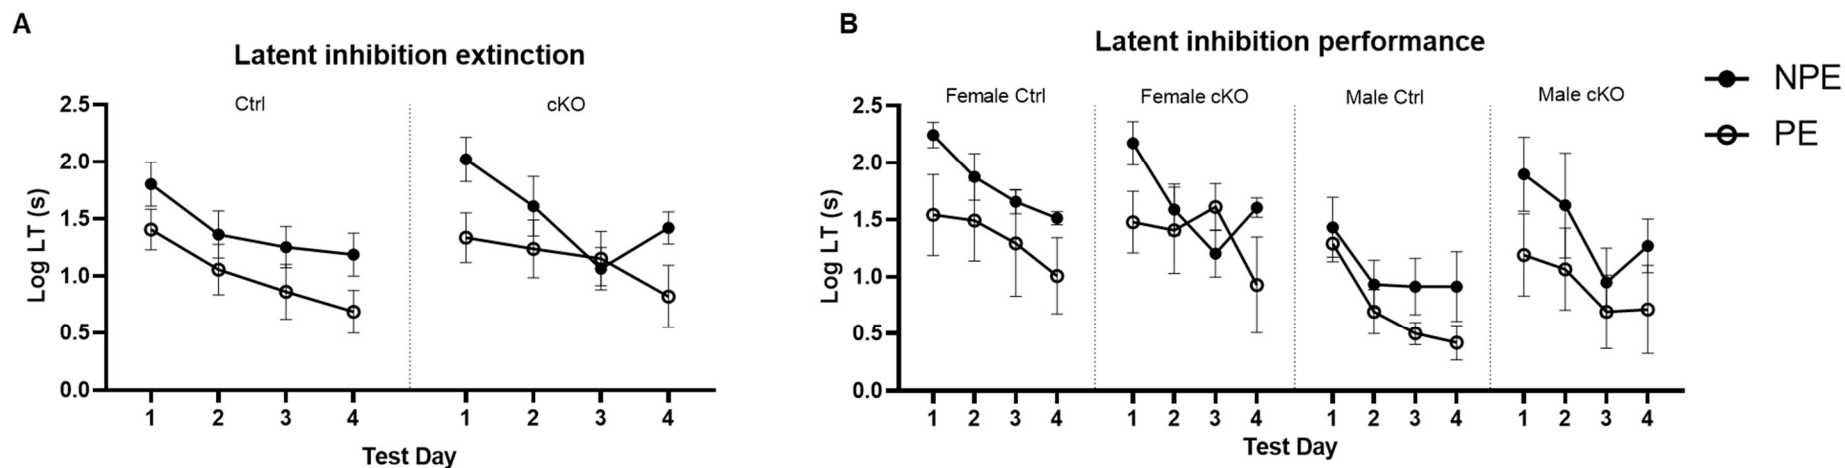 A
Latent inhibition extinction
Ctrl
cKO
2.5
2.0
1.5
1.0
0.5
0.0
Log LT (s)
1 2 3 4 1 2 3 4
Test Day
B
Latent inhibition performance
Female Ctrl
Female cKO
Male Ctrl
Male cKO
2.5
2.0
1.5
1.0
0.5
0.0
Log LT (s)
1 2 3 4 1 2 3 4 1 2 3 4 1 2 3 4
Test Day
NPE
PE